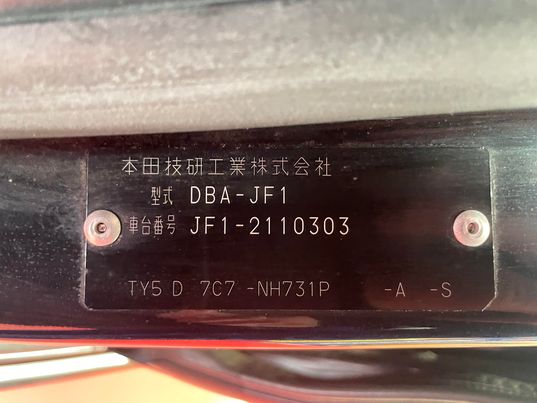 本田技研工業株式会社
型式 DBA-JF1
車台番号 JF1-2110303
TY5 D 7C7 -NH731P -A -S